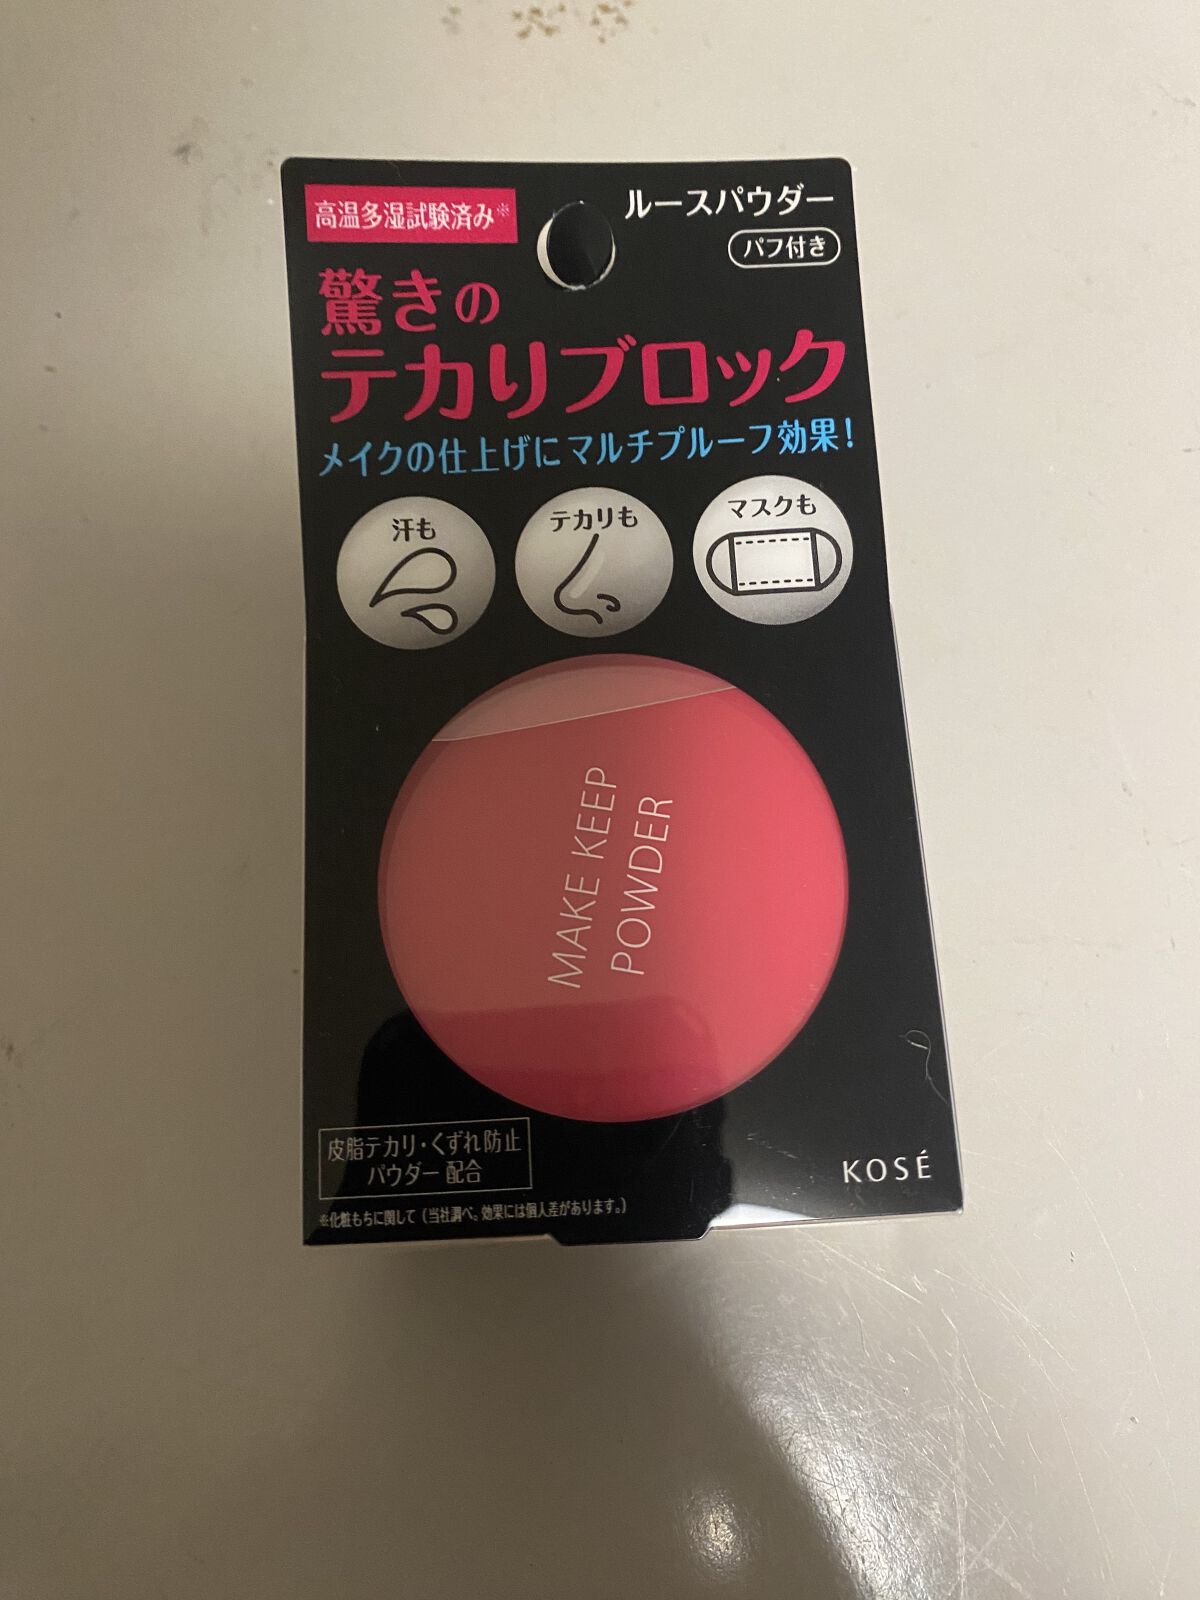 高温多湿試験済み※
ルースパウダー
パフ付き
驚きの
テカリブロック
メイクの仕上げにマルチプルーフ効果!
汗も
テカリも
マスクも
MAKE KEEP
POWDER
皮脂テカリ・くずれ防止
パウダー 配合
KOSÉ
※化粧もちに関して(当社調べ。効果には個人差があります。)